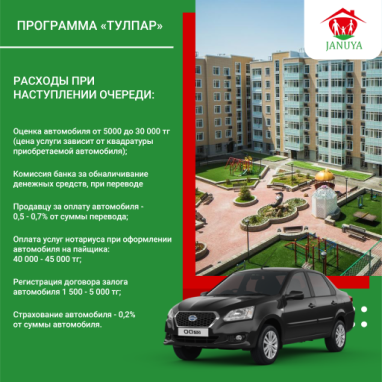 ПРОГРАММА «ТУЛПАР»
JANUYA
РАСХОДЫ ПРИ
НАСТУПЛЕНИИ ОЧЕРЕДИ:
Оценка автомобиля от 5000 до 30 000 тг
(цена услуги зависит от квадратуры
приобретаемой автомобиля);
Комиссия банка за обналичивание
денежных средств, при переводе
Продавцу за оплату автомобиля -
0,5 - 0,7% от суммы перевода;
Оплата услуг нотариуса при оформлении
автомобиля на пайщика:
40 000 - 45 000 тг;
Регистрация договора залога
автомобиля 1 500 - 5 000 тг;
Страхование автомобиля - 0,2%
от суммы автомобиля.